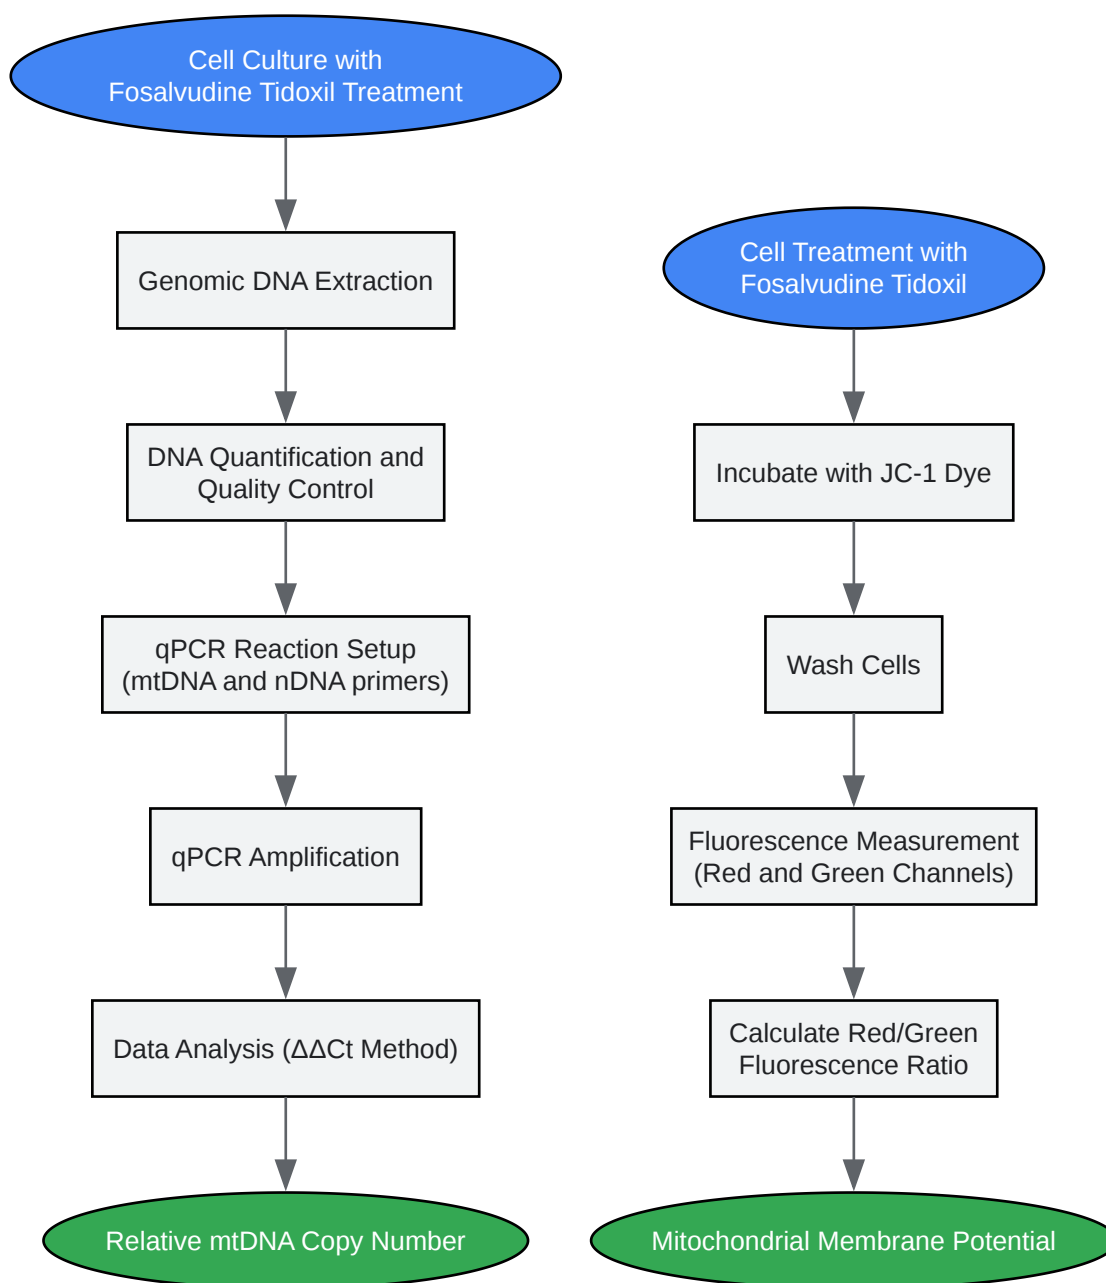 Cell Culture with
Fosalvudine Tidoxil Treatment
Genomic DNA Extraction
DNA Quantification and
Quality Control
qPCR Reaction Setup
(mtDNA and nDNA primers)
qPCR Amplification
Data Analysis (ΔΔCt Method)
Relative mtDNA Copy Number
Cell Treatment with
Fosalvudine Tidoxil
Incubate with JC-1 Dye
Wash Cells
Fluorescence Measurement
(Red and Green Channels)
Calculate Red/Green
Fluorescence Ratio
Mitochondrial Membrane Potential